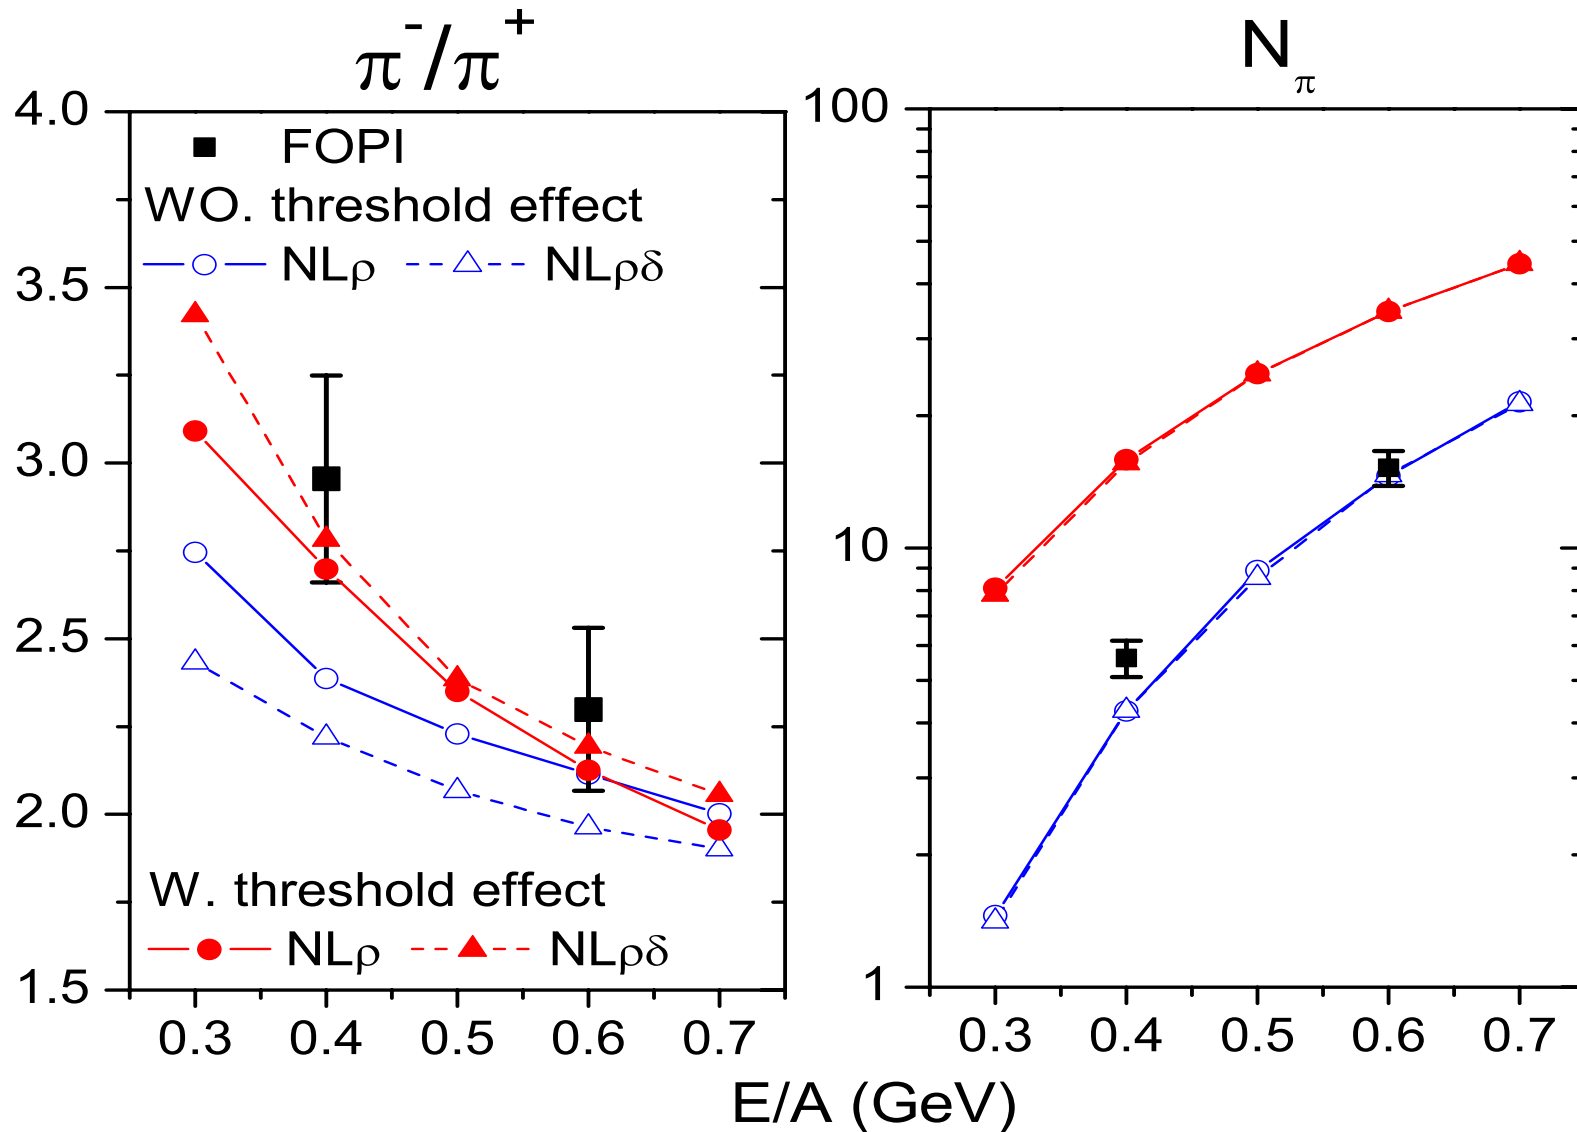 π⁻/π⁺
4.0
3.5
3.0
2.5
2.0
1.5
FOPI
WO. threshold effect
NLρ NLρδ
W. threshold effect
NLρ NLρδ
0.3 0.4 0.5 0.6 0.7
N_π
100
10
1
0.3 0.4 0.5 0.6 0.7
E/A (GeV)